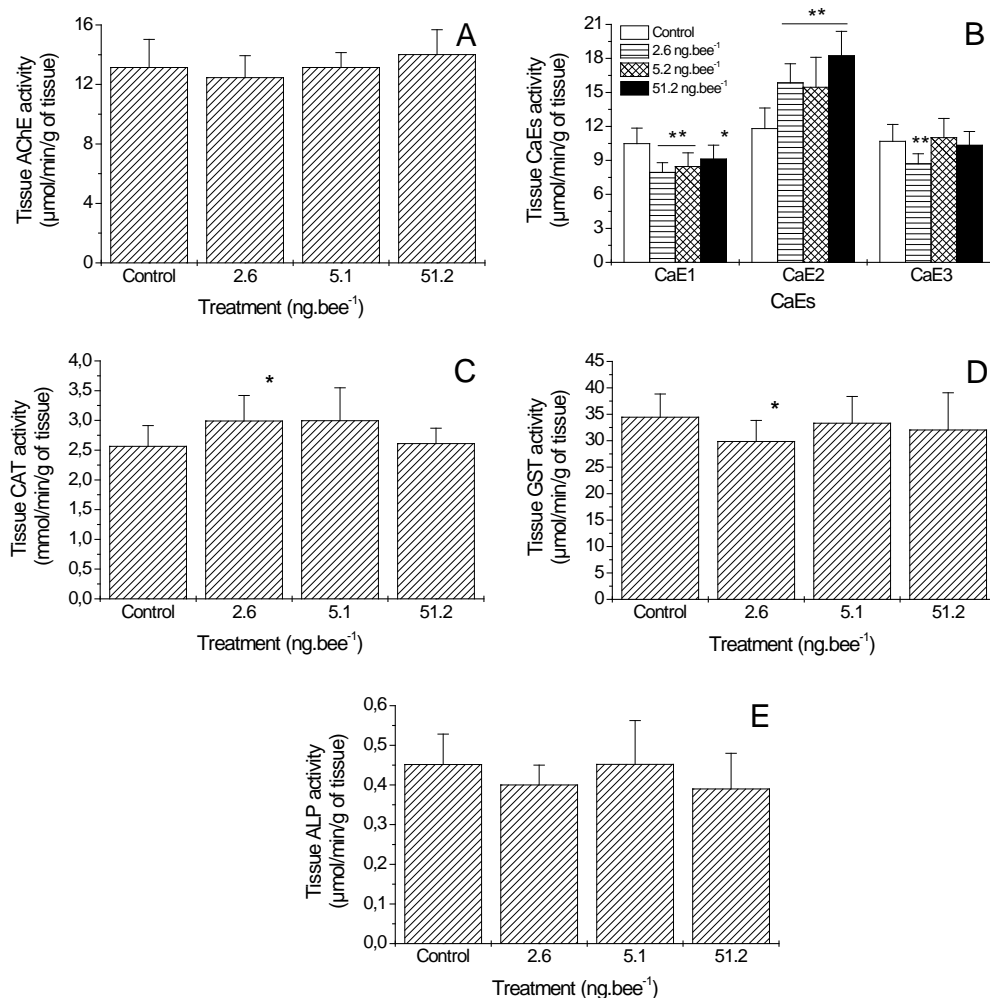 A
Tissue AChE activity
(µmol/min/g of tissue)
16
12
8
4
0
Control 2.6 5.1 51.2
Treatment (ng.bee⁻¹)
B
Tissue CaEs activity
(µmol/min/g of tissue)
21
18
15
12
9
6
3
0
Control
2.6 ng.bee⁻¹
5.2 ng.bee⁻¹
51.2 ng.bee⁻¹
**
*
**
**
CaE1 CaE2 CaE3
CaEs
C
Tissue CAT activity
(mmol/min/g of tissue)
4,0
3,5
3,0
2,5
2,0
1,5
1,0
0,5
0,0
*
Control 2.6 5.1 51.2
Treatment (ng.bee⁻¹)
D
Tissue GST activity
(µmol/min/g of tissue)
45
40
35
30
25
20
15
10
5
0
*
Control 2.6 5.1 51.2
Treatment (ng.bee⁻¹)
E
Tissue ALP activity
(µmol/min/g of tissue)
0,6
0,5
0,4
0,3
0,2
0,1
0,0
Control 2.6 5.1 51.2
Treatment (ng.bee⁻¹)